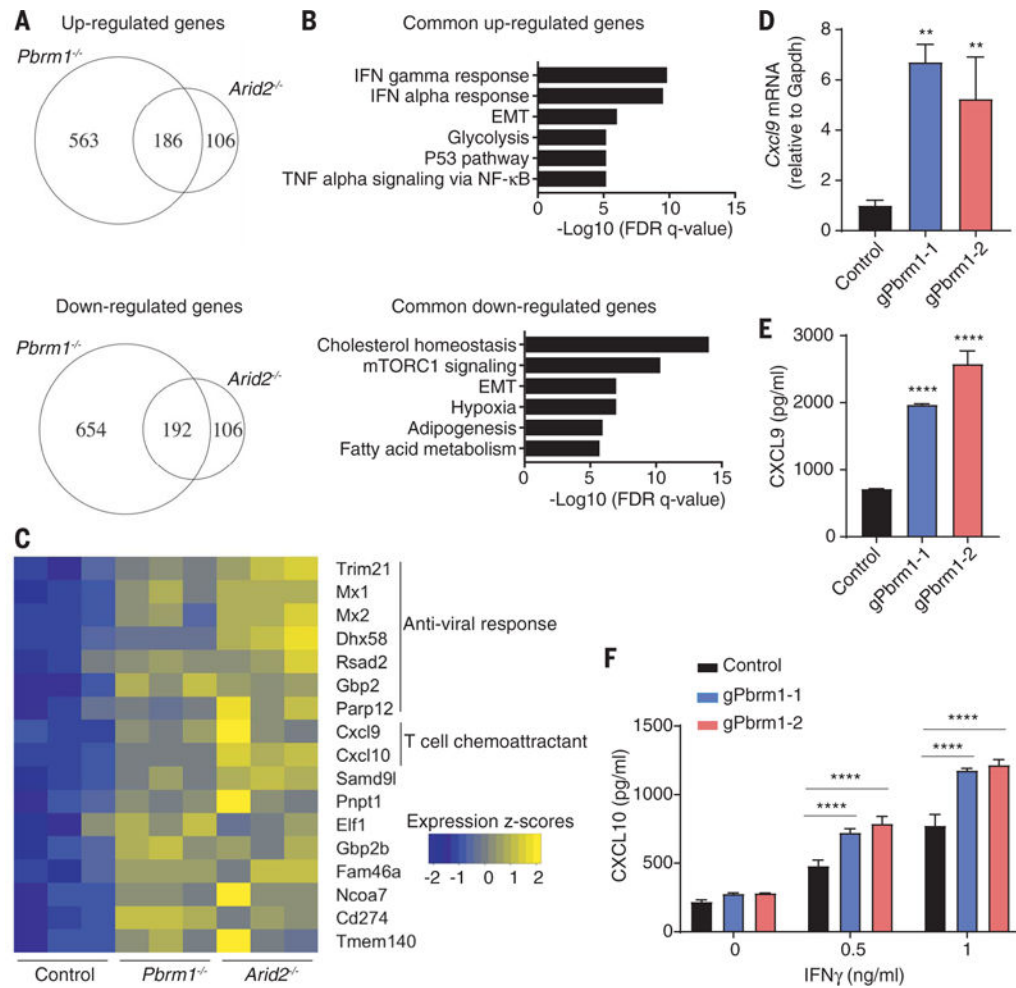 A
Up-regulated genes
Pbrm1-/-
Arid2-/-
563
186
106
Down-regulated genes
Pbrm1-/-
Arid2-/-
654
192
106
B
Common up-regulated genes
IFN gamma response
IFN alpha response
EMT
Glycolysis
P53 pathway
TNF alpha signaling via NF-κB
0 5 10 15
-Log10 (FDR q-value)
Common down-regulated genes
Cholesterol homeostasis
mTORC1 signaling
EMT
Hypoxia
Adipogenesis
Fatty acid metabolism
0 5 10 15
-Log10 (FDR q-value)
C
Trim21
Mx1
Mx2
Dhx58
Rsad2
Gbp2
Parp12
Cxcl9
Cxcl10
Samd9l
Pnpt1
Elf1
Gbp2b
Fam46a
Ncoa7
Cd274
Tmem140
Anti-viral response
T cell chemoattractant
Expression z-scores
-2 -1 0 1 2
Control
Pbrm1-/-
Arid2-/-
D
Cxcl9 mRNA
(relative to Gapdh)
8
6
4
2
0
**
**
Control
gPbrm1-1
gPbrm1-2
E
CXCL9 (pg/ml)
3000
2000
1000
0
****
****
Control
gPbrm1-1
gPbrm1-2
F
Control
gPbrm1-1
gPbrm1-2
CXCL10 (pg/ml)
1500
1000
500
0
****
****
****
****
0 0.5 1
IFNγ (ng/ml)